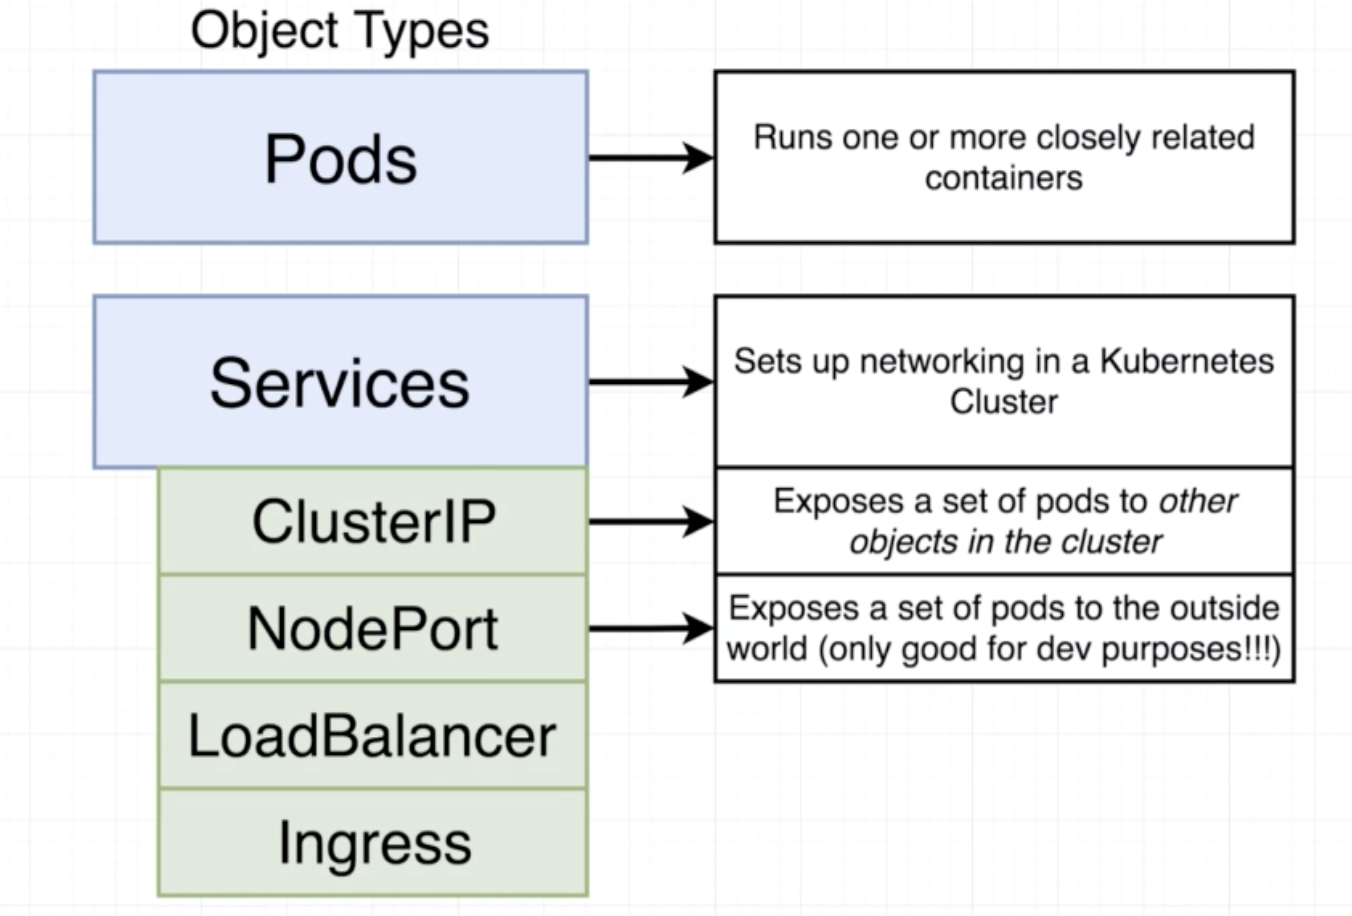 Object Types
Pods
Runs one or more closely related
containers
Services
Sets up networking in a Kubernetes
Cluster
ClusterIP
Exposes a set of pods to other
objects in the cluster
NodePort
Exposes a set of pods to the outside
world (only good for dev purposes!!!)
LoadBalancer
Ingress